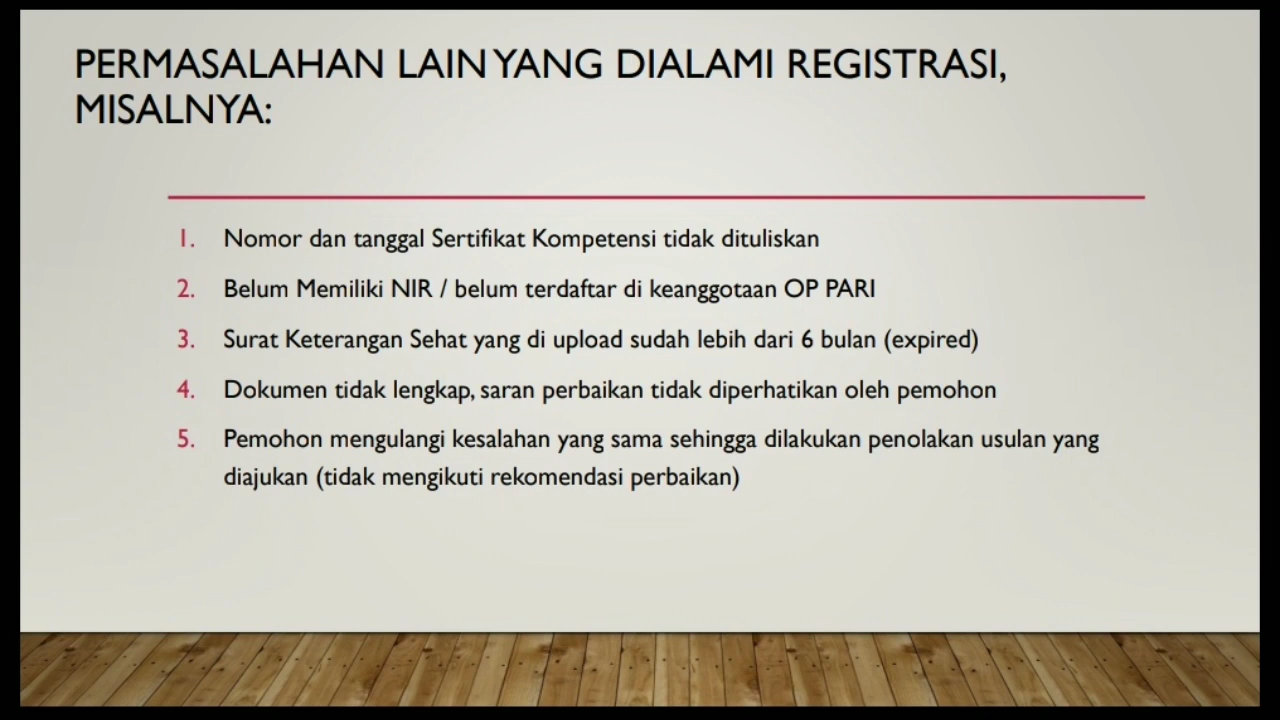 PERMASALAHAN LAIN YANG DIALAMI REGISTRASI,
MISALNYA:
1. Nomor dan tanggal Sertifikat Kompetensi tidak dituliskan
2. Belum Memiliki NIR / belum terdaftar di keanggotaan OP PARI
3. Surat Keterangan Sehat yang di upload sudah lebih dari 6 bulan (expired)
4. Dokumen tidak lengkap, saran perbaikan tidak diperhatikan oleh pemohon
5. Pemohon mengulangi kesalahan yang sama sehingga dilakukan penolakan usulan yang
diajukan (tidak mengikuti rekomendasi perbaikan)